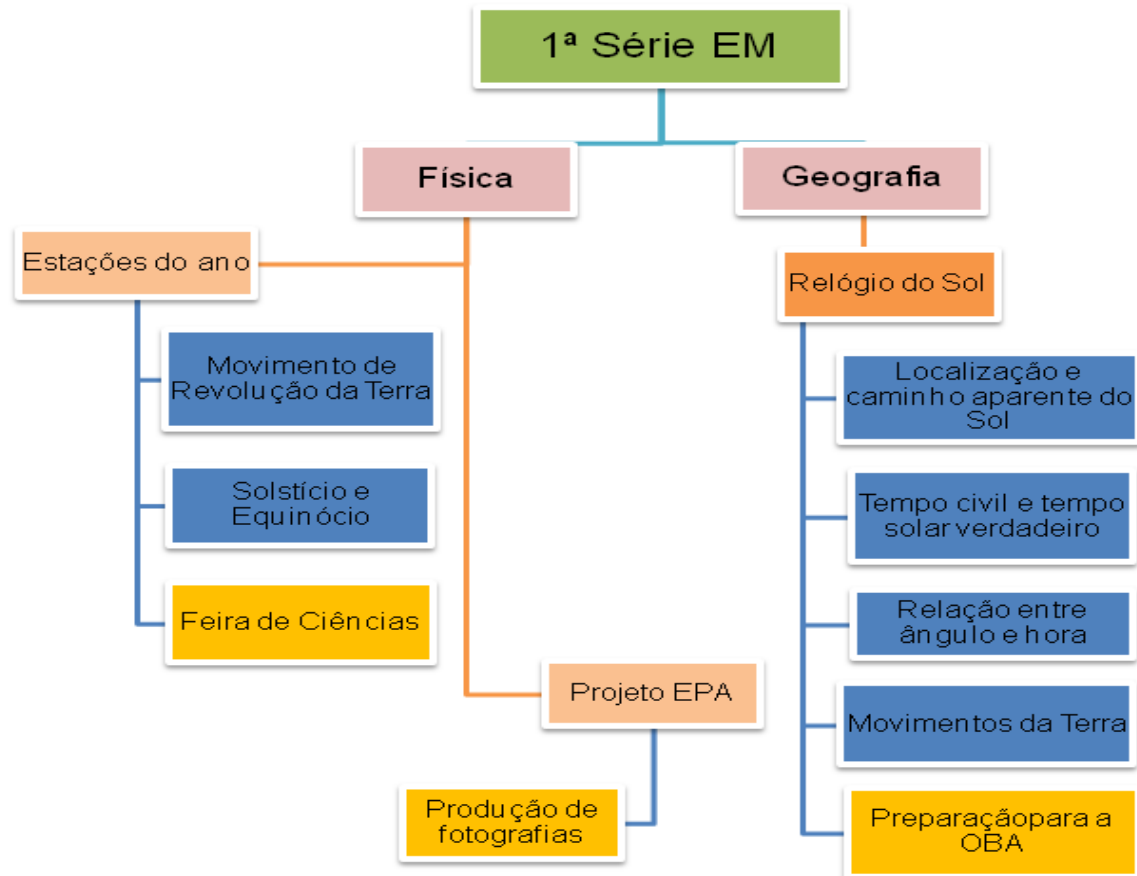 1ª Série EM
Física
Geografia
Estações do ano
Movimento de
Revolução da Terra
Solstício e
Equinócio
Feira de Ciências
Projeto EPA
Produção de
fotografias
Relógio do Sol
Localização e
caminho aparente do
Sol
Tempo civil e tempo
solar verdadeiro
Relação entre
ângulo e hora
Movimentos da Terra
Preparaçãopara a
OBA